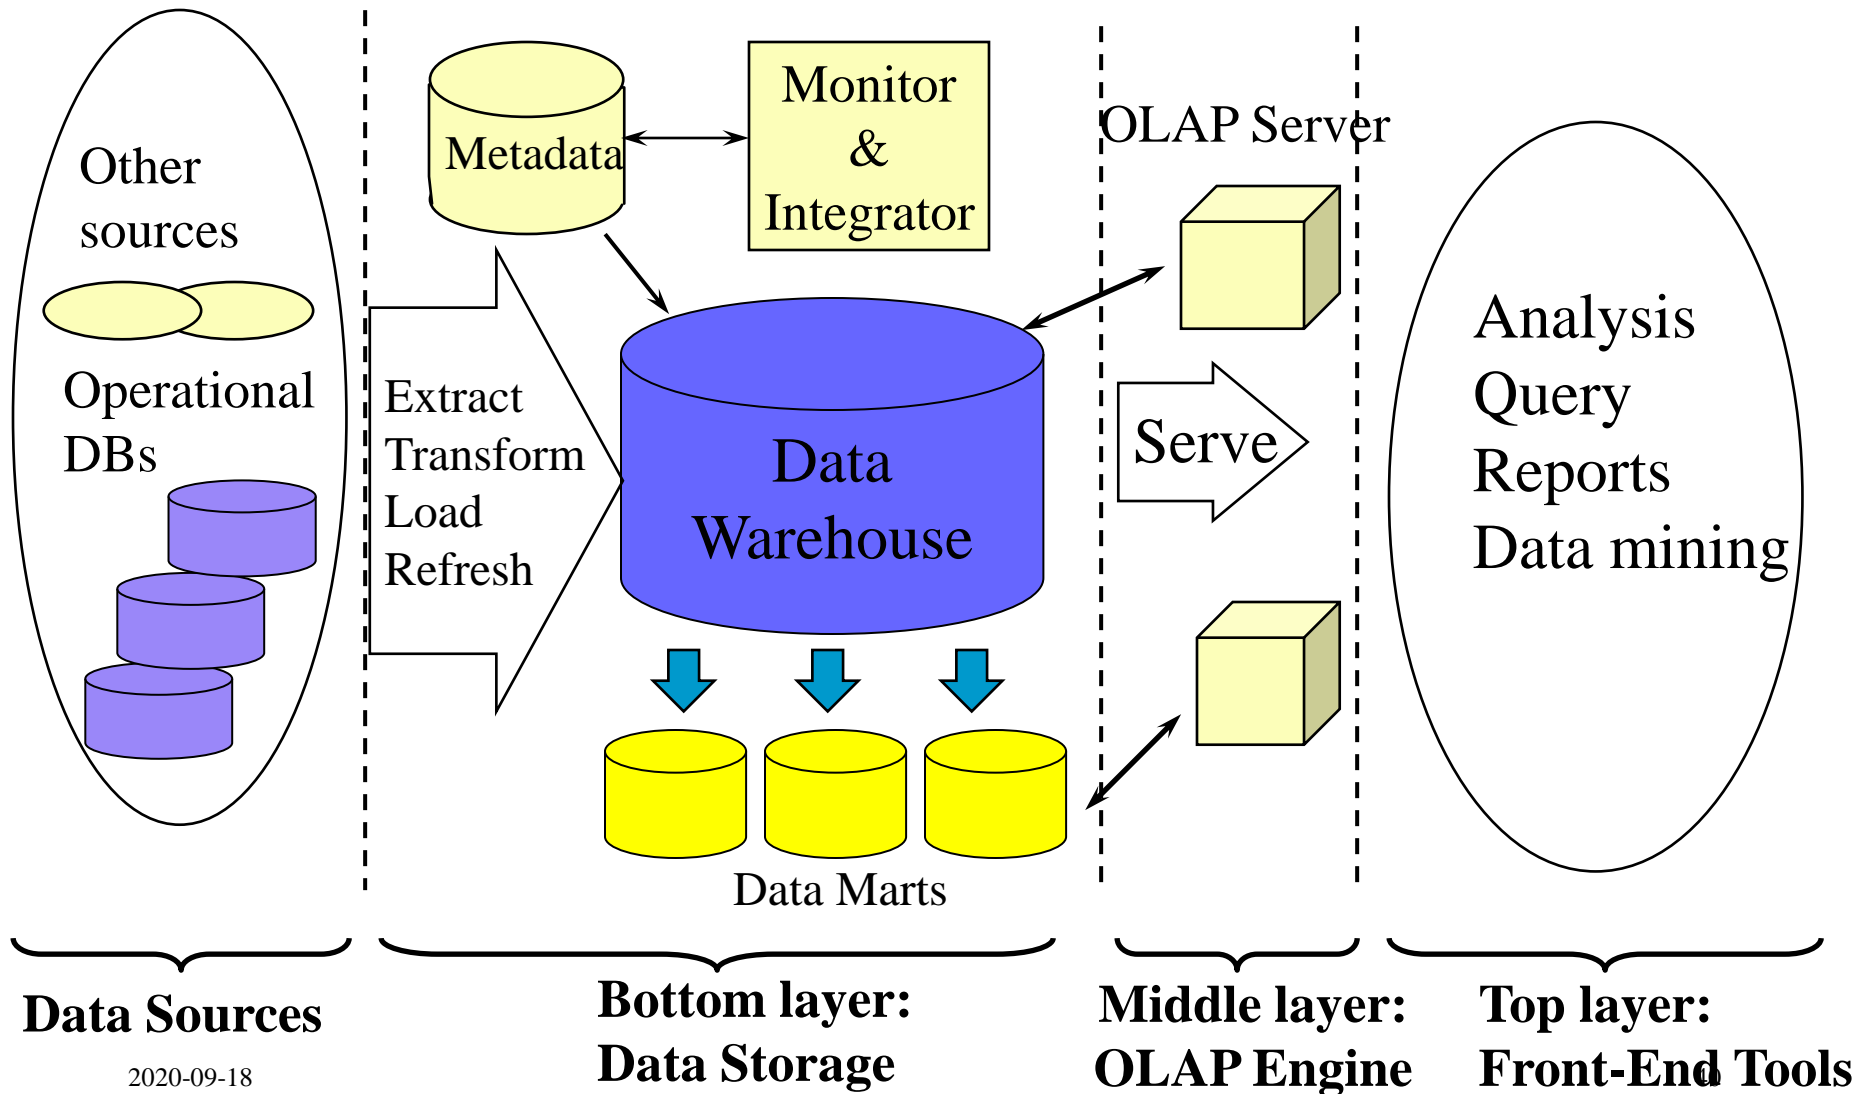 Other
sources
Operational
DBs
Metadata
Monitor
&
Integrator
OLAP Server
Extract
Transform
Load
Refresh
Data
Warehouse
Serve
Analysis
Query
Reports
Data mining
Data Marts
Data Sources
Bottom layer:
Data Storage
Middle layer:
OLAP Engine
Top layer:
Front-End Tools
2020-09-18